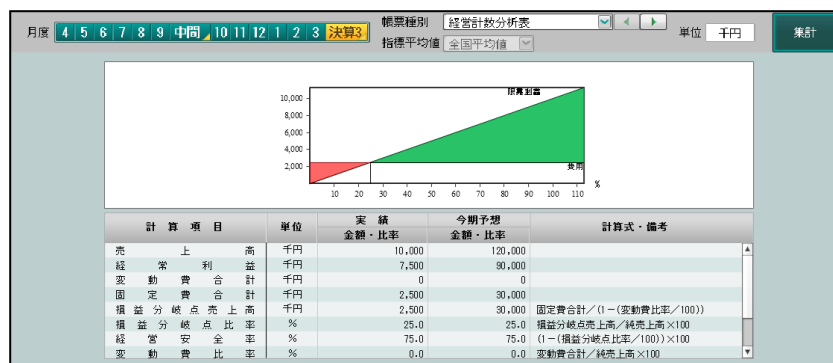 月度 4 5 6 7 8 9 中間 10 11 12 1 2 3 決算3 帳票種別 経営計数分析表 単位 千円 集計
指標平均値 全国平均値
限界利益
10,000
8,000
6,000
4,000
2,000
費用
10 20 30 40 50 60 70 80 90 100 110 %
計算項目 単位 実績 今期予想 計算式・備考
金額・比率 金額・比率
売上高 千円 10,000 120,000
経常利益 千円 7,500 90,000
変動費合計 千円 0 0
固定費合計 千円 2,500 30,000
損益分岐点売上高 千円 2,500 30,000 固定費合計/(1-(変動費比率/100))
損益分岐点比率 % 25.0 25.0 損益分岐点売上高/純売上高×100
経営安全率 % 75.0 75.0 (1-(損益分岐点比率/100))×100
変動費比率 % 0.0 0.0 変動費合計/純売上高×100